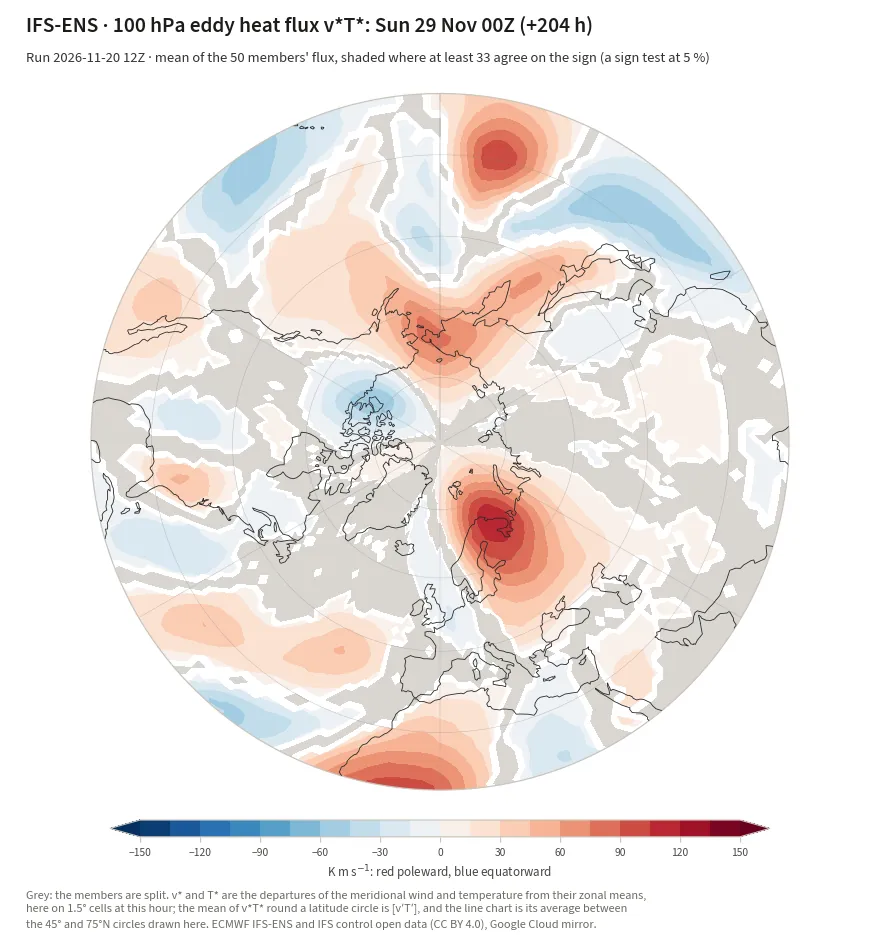 IFS-ENS · 100 hPa eddy heat flux v*T*: Sun 29 Nov 00Z (+204 h)
Run 2026-11-20 12Z · mean of the 50 members' flux, shaded where at least 33 agree on the sign (a sign test at 5 %)
−150 −120 −90 −60 −30 0 30 60 90 120 150
K m s⁻¹: red poleward, blue equatorward
Grey: the members are split. v* and T* are the departures of the meridional wind and temperature from their zonal means,
here on 1.5° cells at this hour; the mean of v*T* round a latitude circle is [v′T′], and the line chart is its average between
the 45° and 75°N circles drawn here. ECMWF IFS-ENS and IFS control open data (CC BY 4.0), Google Cloud mirror.